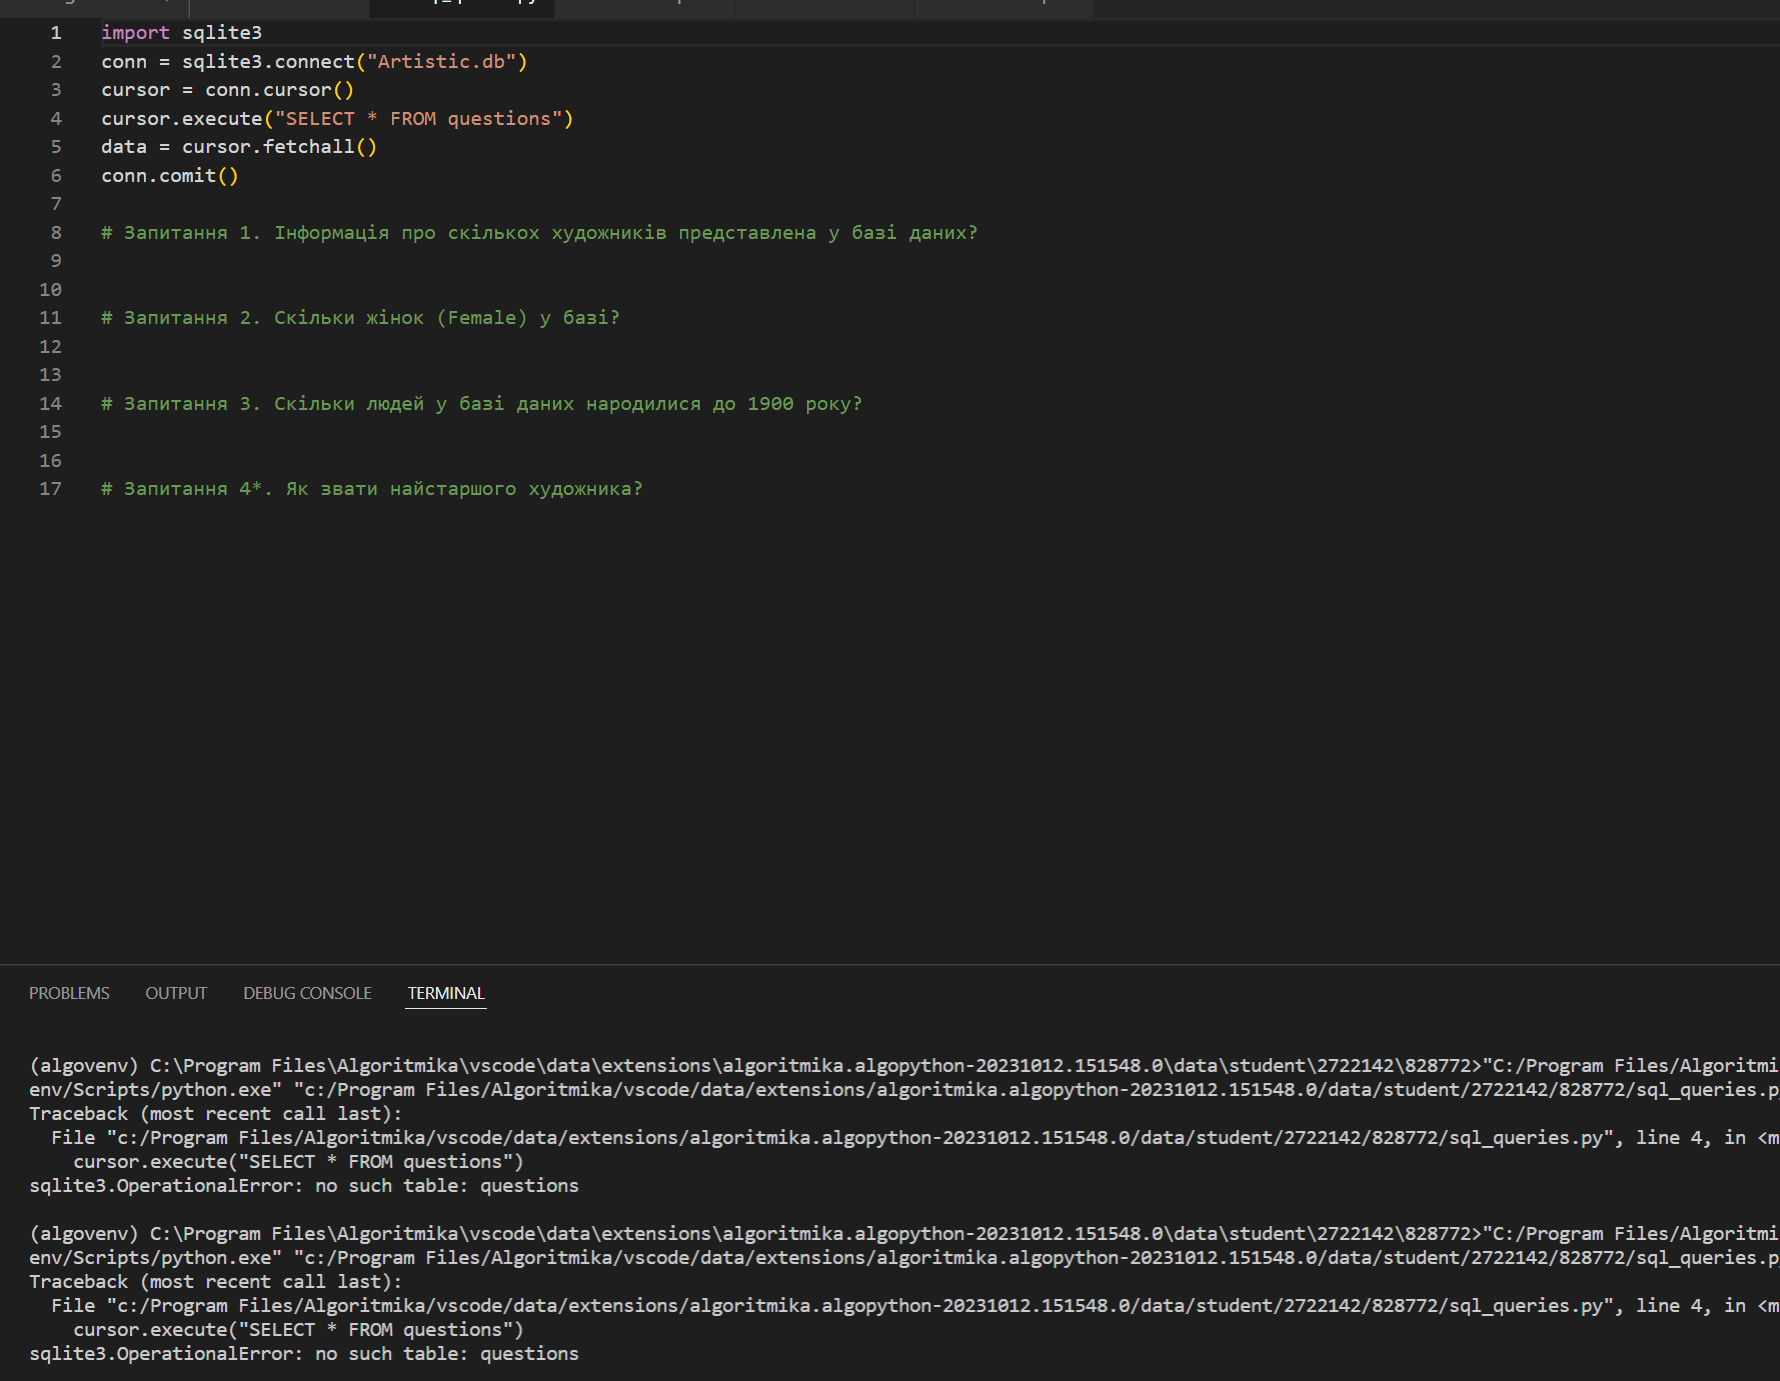 1 import sqlite3
2 conn = sqlite3.connect("Artistic.db")
3 cursor = conn.cursor()
4 cursor.execute("SELECT * FROM questions")
5 data = cursor.fetchall()
6 conn.comit()
7
8 # Запитання 1. Інформація про скількох художників представлена у базі даних?
9
10
11 # Запитання 2. Скільки жінок (Female) у базі?
12
13
14 # Запитання 3. Скільки людей у базі даних народилися до 1900 року?
15
16
17 # Запитання 4*. Як звати найстаршого художника?
PROBLEMS OUTPUT DEBUG CONSOLE TERMINAL
(algovenv) C:\Program Files\Algoritmika\vscode\data\extensions\algoritmika.algopython-20231012.151548.0\data\student\2722142\828772>"C:/Program Files/Algoritmi
env/Scripts/python.exe" "c:/Program Files/Algoritmika/vscode/data/extensions/algoritmika.algopython-20231012.151548.0/data/student/2722142/828772/sql_queries.p
Traceback (most recent call last):
File "c:/Program Files/Algoritmika/vscode/data/extensions/algoritmika.algopython-20231012.151548.0/data/student/2722142/828772/sql_queries.py", line 4, in <m
cursor.execute("SELECT * FROM questions")
sqlite3.OperationalError: no such table: questions
(algovenv) C:\Program Files\Algoritmika\vscode\data\extensions\algoritmika.algopython-20231012.151548.0\data\student\2722142\828772>"C:/Program Files/Algoritmi
env/Scripts/python.exe" "c:/Program Files/Algoritmika/vscode/data/extensions/algoritmika.algopython-20231012.151548.0/data/student/2722142/828772/sql_queries.p
Traceback (most recent call last):
File "c:/Program Files/Algoritmika/vscode/data/extensions/algoritmika.algopython-20231012.151548.0/data/student/2722142/828772/sql_queries.py", line 4, in <m
cursor.execute("SELECT * FROM questions")
sqlite3.OperationalError: no such table: questions